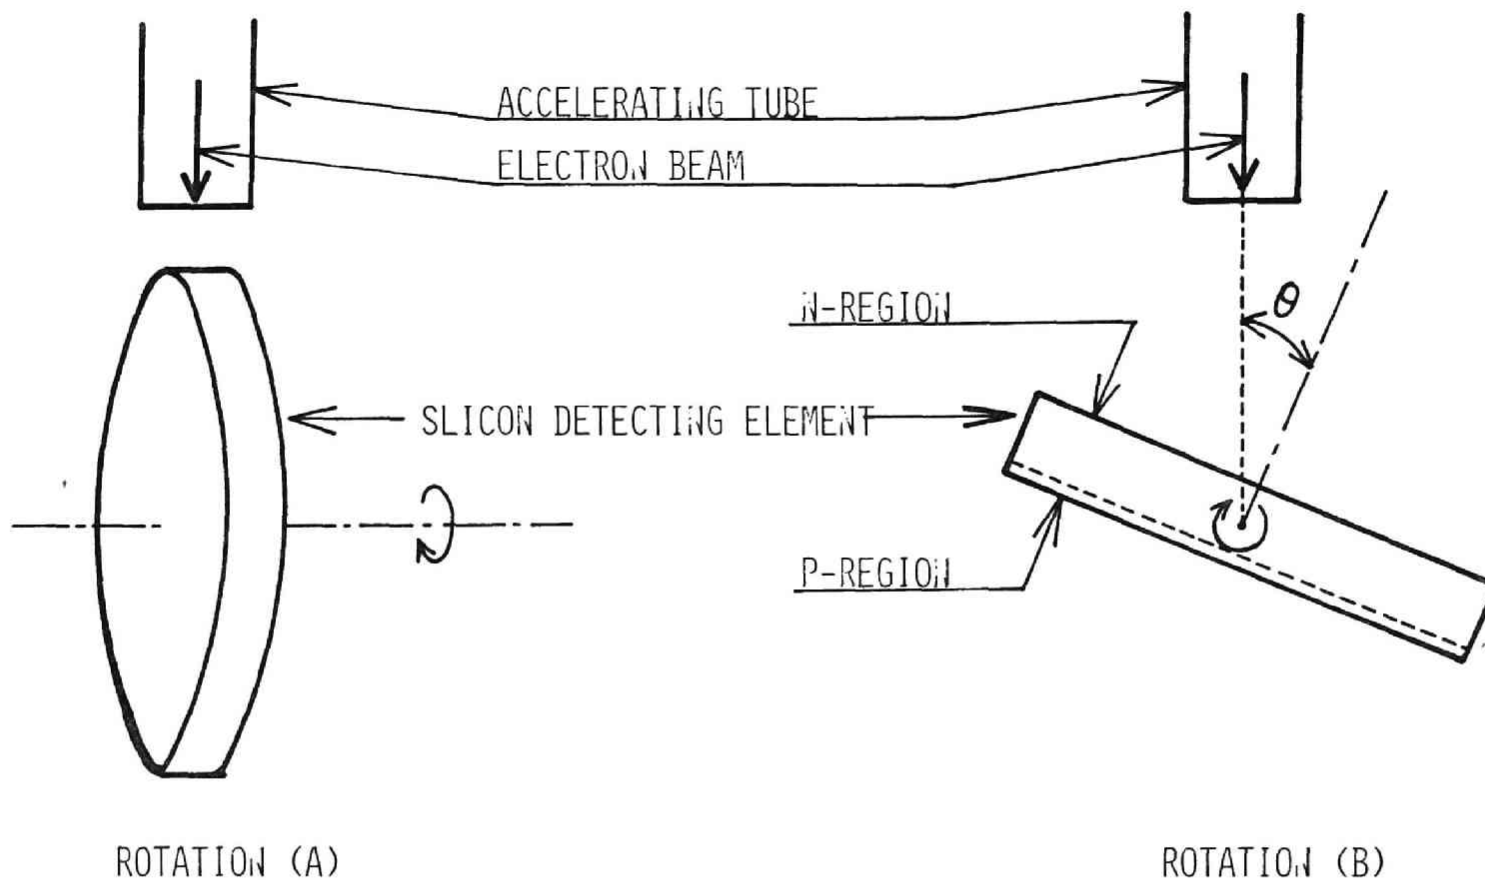 ACCELERATING TUBE
ELECTRON BEAM
θ
N-REGION
SLICON DETECTING ELEMENT
P-REGION
ROTATION (A)
ROTATION (B)